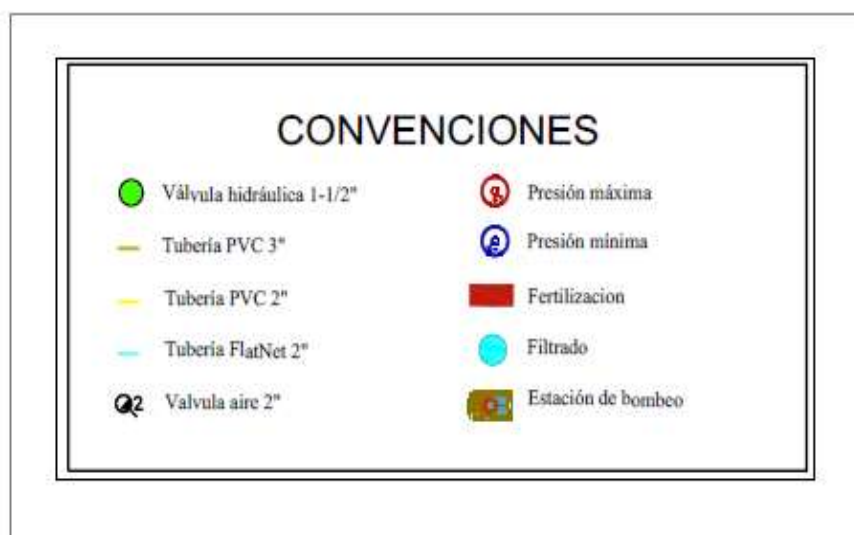 CONVENCIONES
Válvula hidráulica 1-1/2"
Tubería PVC 3"
Tubería PVC 2"
Tubería FlatNet 2"
2 Valvula aire 2"
Presión máxima
Presión mínima
Fertilizacion
Filtrado
Estación de bombeo